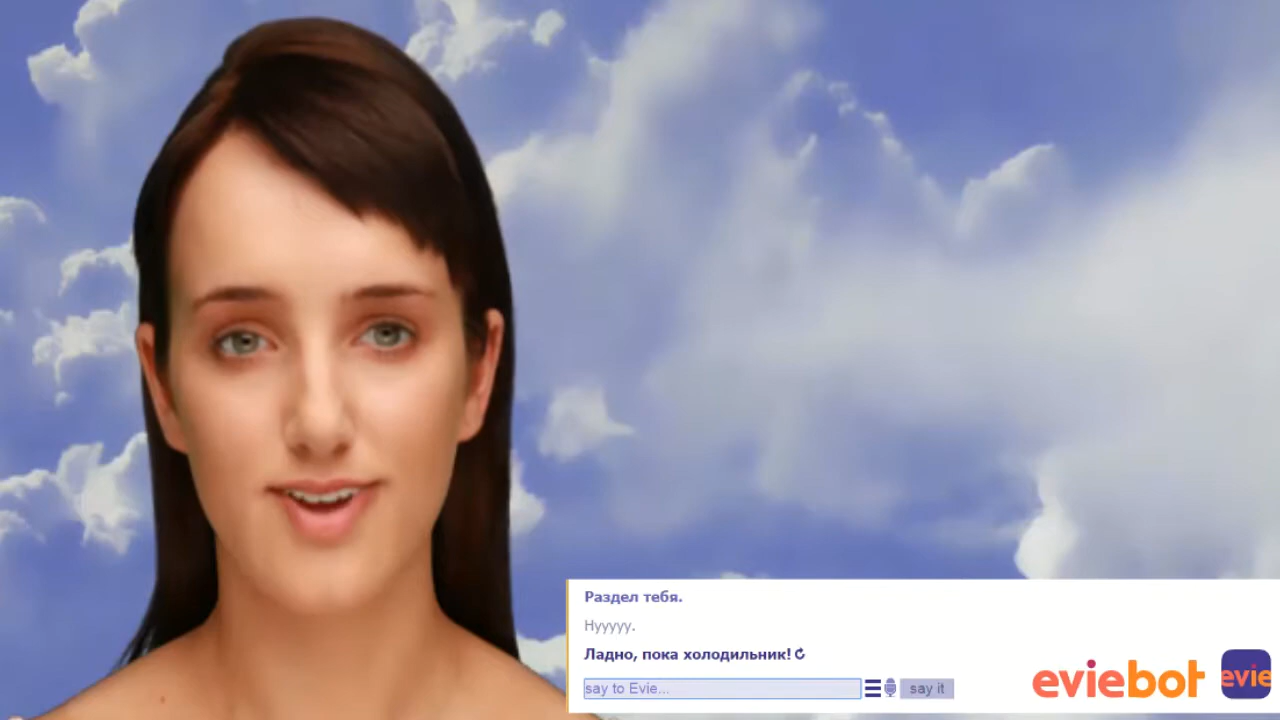 Раздел тебя.
Нууууу.
Ладно, пока холодильник!
say to Evie...
say it
eviebot
evie